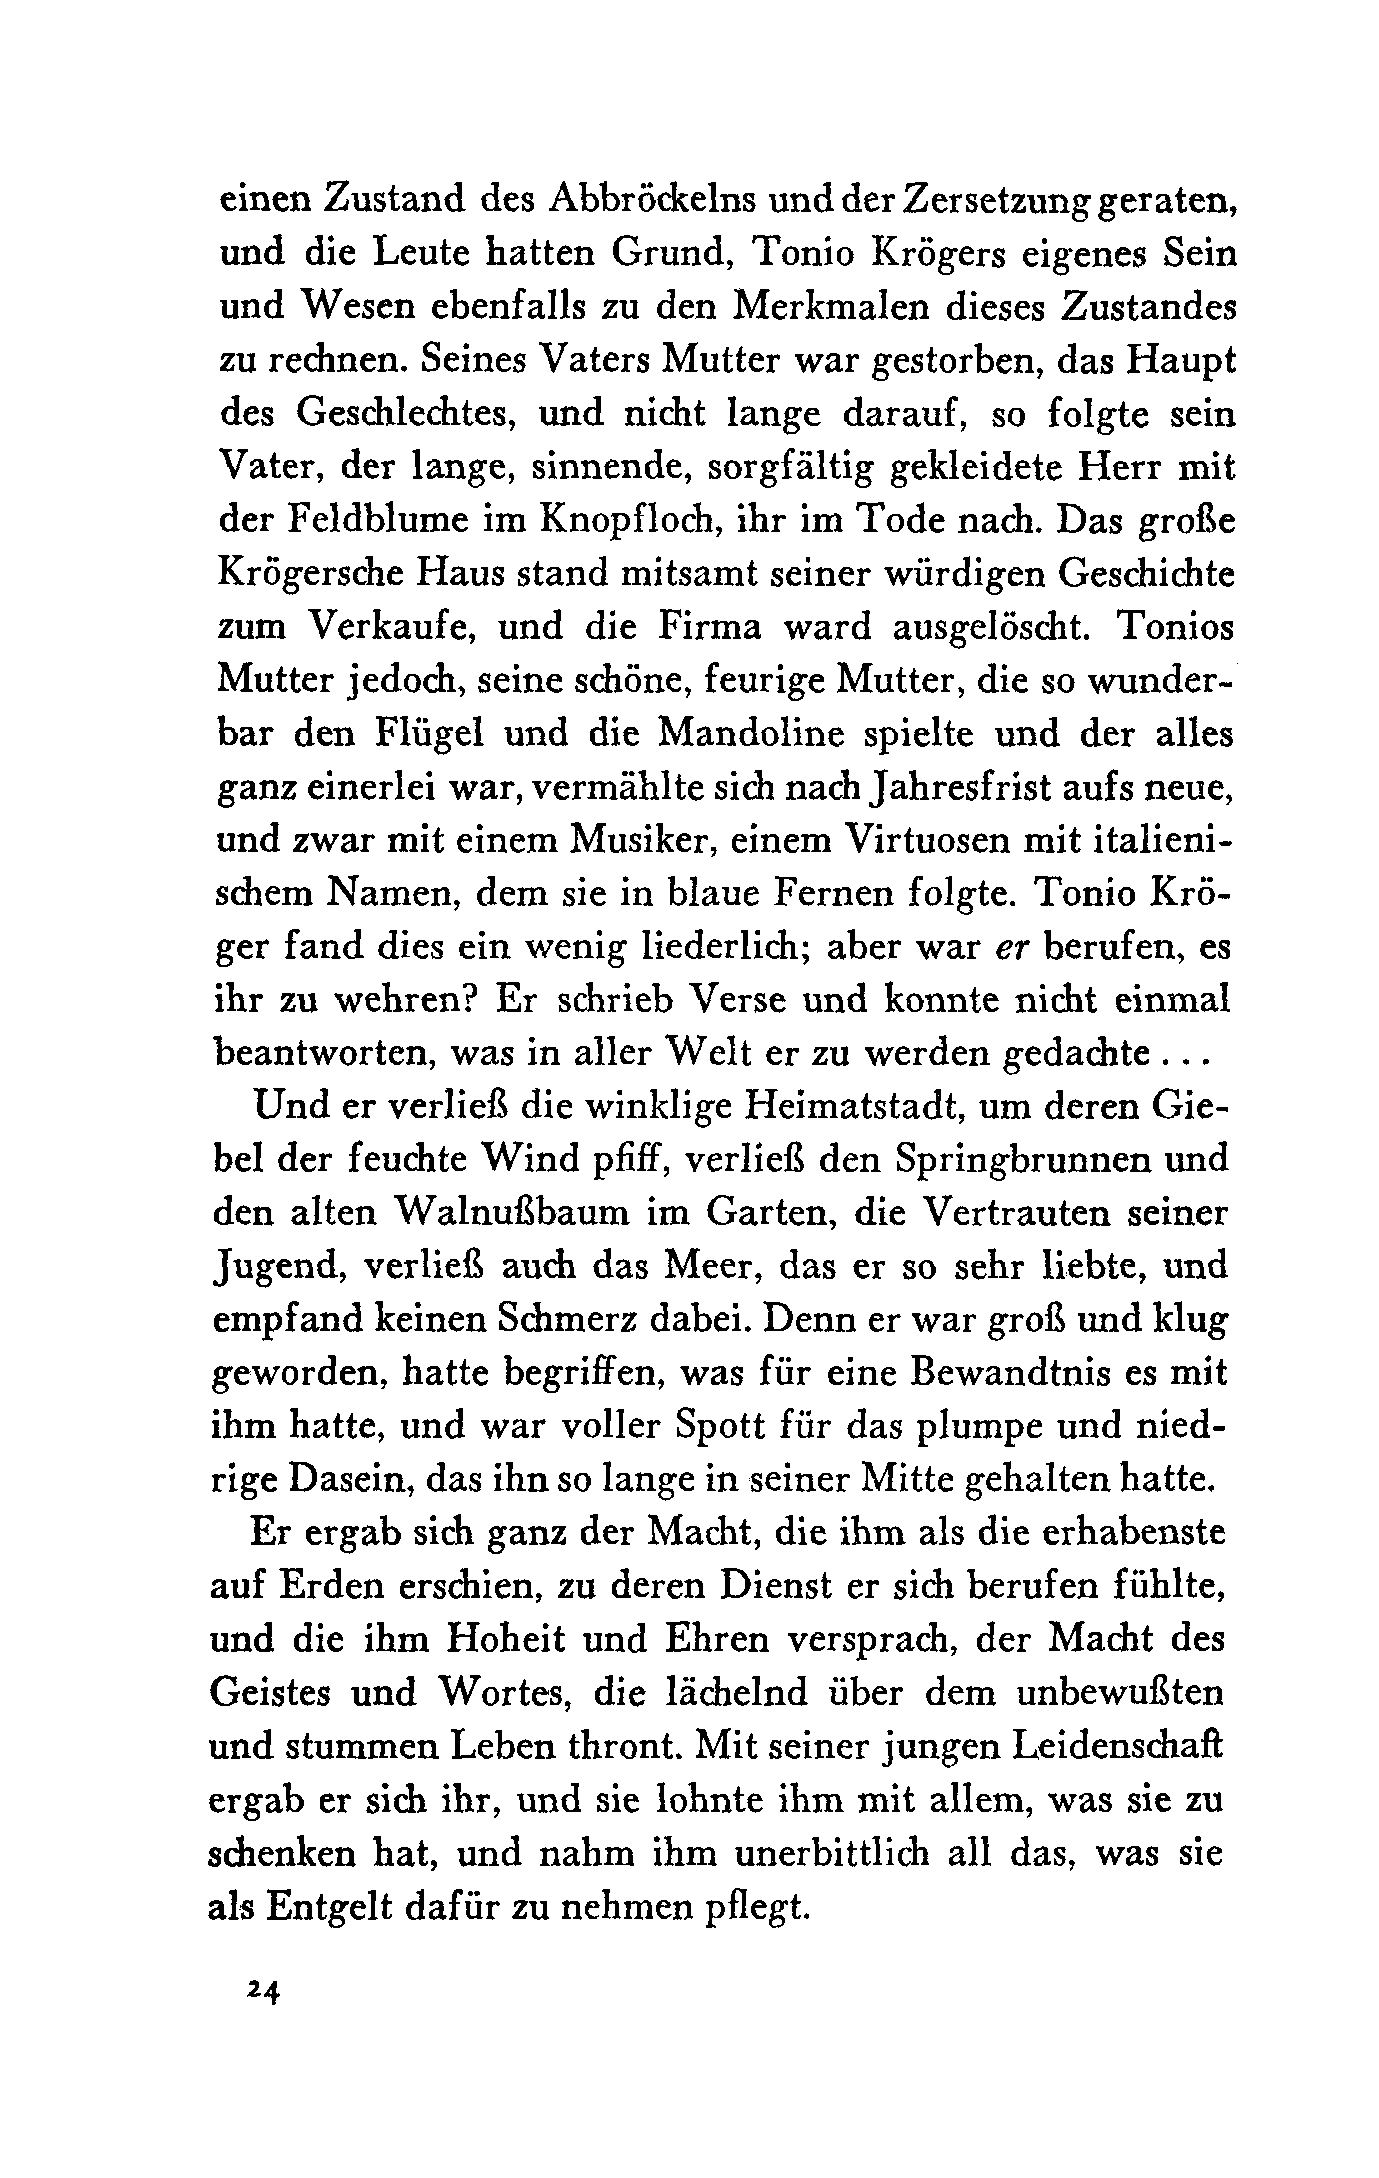 einen Zustand des Abbröckelns und der Zersetzung geraten,
und die Leute hatten Grund, Tonio Krögers eigenes Sein
und Wesen ebenfalls zu den Merkmalen dieses Zustandes
zu rechnen. Seines Vaters Mutter war gestorben, das Haupt
des Geschlechtes, und nicht lange darauf, so folgte sein
Vater, der lange, sinnende, sorgfältig gekleidete Herr mit
der Feldblume im Knopfloch, ihr im Tode nach. Das große
Krögersche Haus stand mitsamt seiner würdigen Geschichte
zum Verkaufe, und die Firma ward ausgelöscht. Tonios
Mutter jedoch, seine schöne, feurige Mutter, die so wunder-
bar den Flügel und die Mandoline spielte und der alles
ganz einerlei war, vermählte sich nach Jahresfrist aufs neue,
und zwar mit einem Musiker, einem Virtuosen mit italieni-
schem Namen, dem sie in blaue Fernen folgte. Tonio Krö-
ger fand dies ein wenig liederlich; aber war er berufen, es
ihr zu wehren? Er schrieb Verse und konnte nicht einmal
beantworten, was in aller Welt er zu werden gedachte . . .
Und er verließ die winklige Heimatstadt, um deren Gie-
bel der feuchte Wind pfiff, verließ den Springbrunnen und
den alten Walnußbaum im Garten, die Vertrauten seiner
Jugend, verließ auch das Meer, das er so sehr liebte, und
empfand keinen Schmerz dabei. Denn er war groß und klug
geworden, hatte begriffen, was für eine Bewandtnis es mit
ihm hatte, und war voller Spott für das plumpe und nied-
rige Dasein, das ihn so lange in seiner Mitte gehalten hatte.
Er ergab sich ganz der Macht, die ihm als die erhabenste
auf Erden erschien, zu deren Dienst er sich berufen fühlte,
und die ihm Hoheit und Ehren versprach, der Macht des
Geistes und Wortes, die lächelnd über dem unbewußten
und stummen Leben thront. Mit seiner jungen Leidenschaft
ergab er sich ihr, und sie lohnte ihm mit allem, was sie zu
schenken hat, und nahm ihm unerbittlich all das, was sie
als Entgelt dafür zu nehmen pflegt.
24